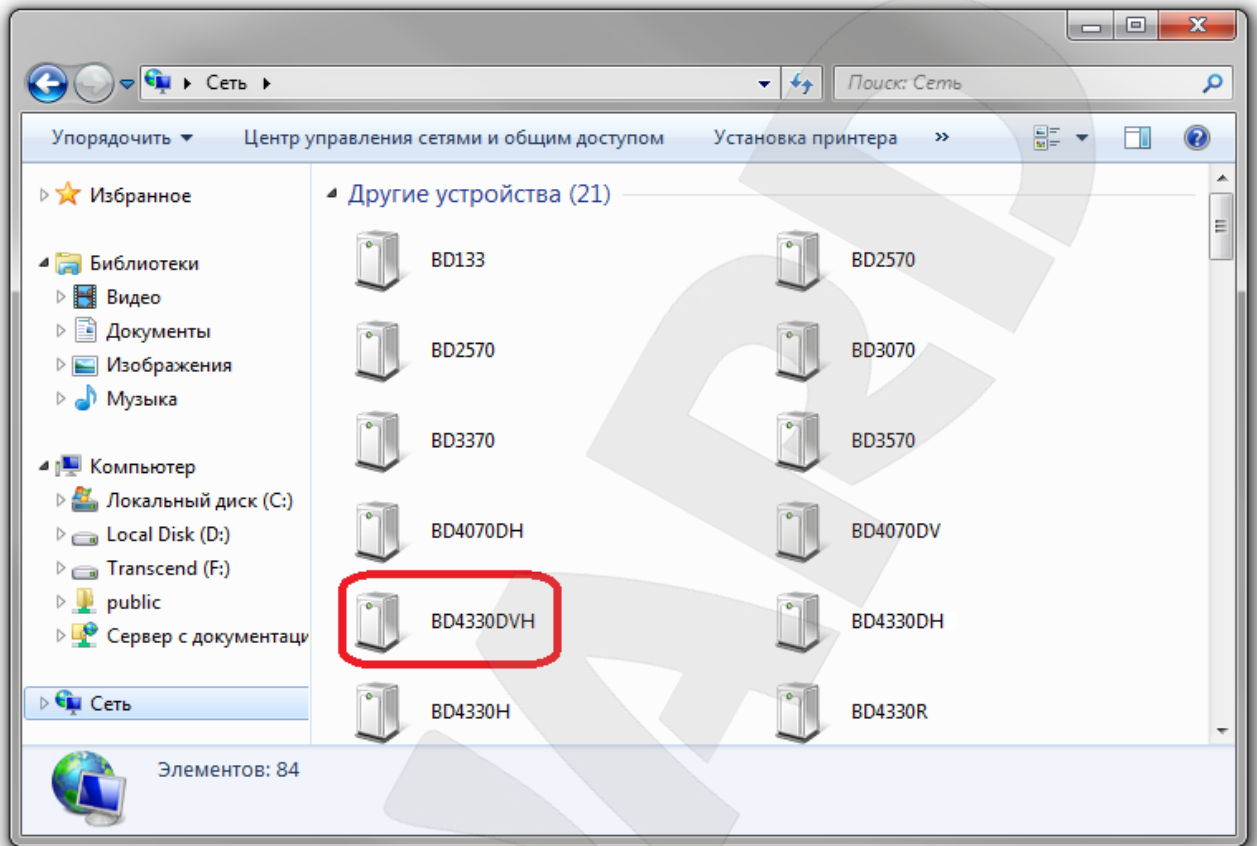 Сеть
Поиск: Сеть
Упорядочить Центр управления сетями и общим доступом Установка принтера »
Избранное
Библиотеки
Видео
Документы
Изображения
Музыка
Компьютер
Локальный диск (C:)
Local Disk (D:)
Transcend (F:)
public
Сервер с документаци
Сеть
Другие устройства (21)
BD133 BD2570
BD2570 BD3070
BD3370 BD3570
BD4070DH BD4070DV
BD4330DVH BD4330DH
BD4330H BD4330R
Элементов: 84